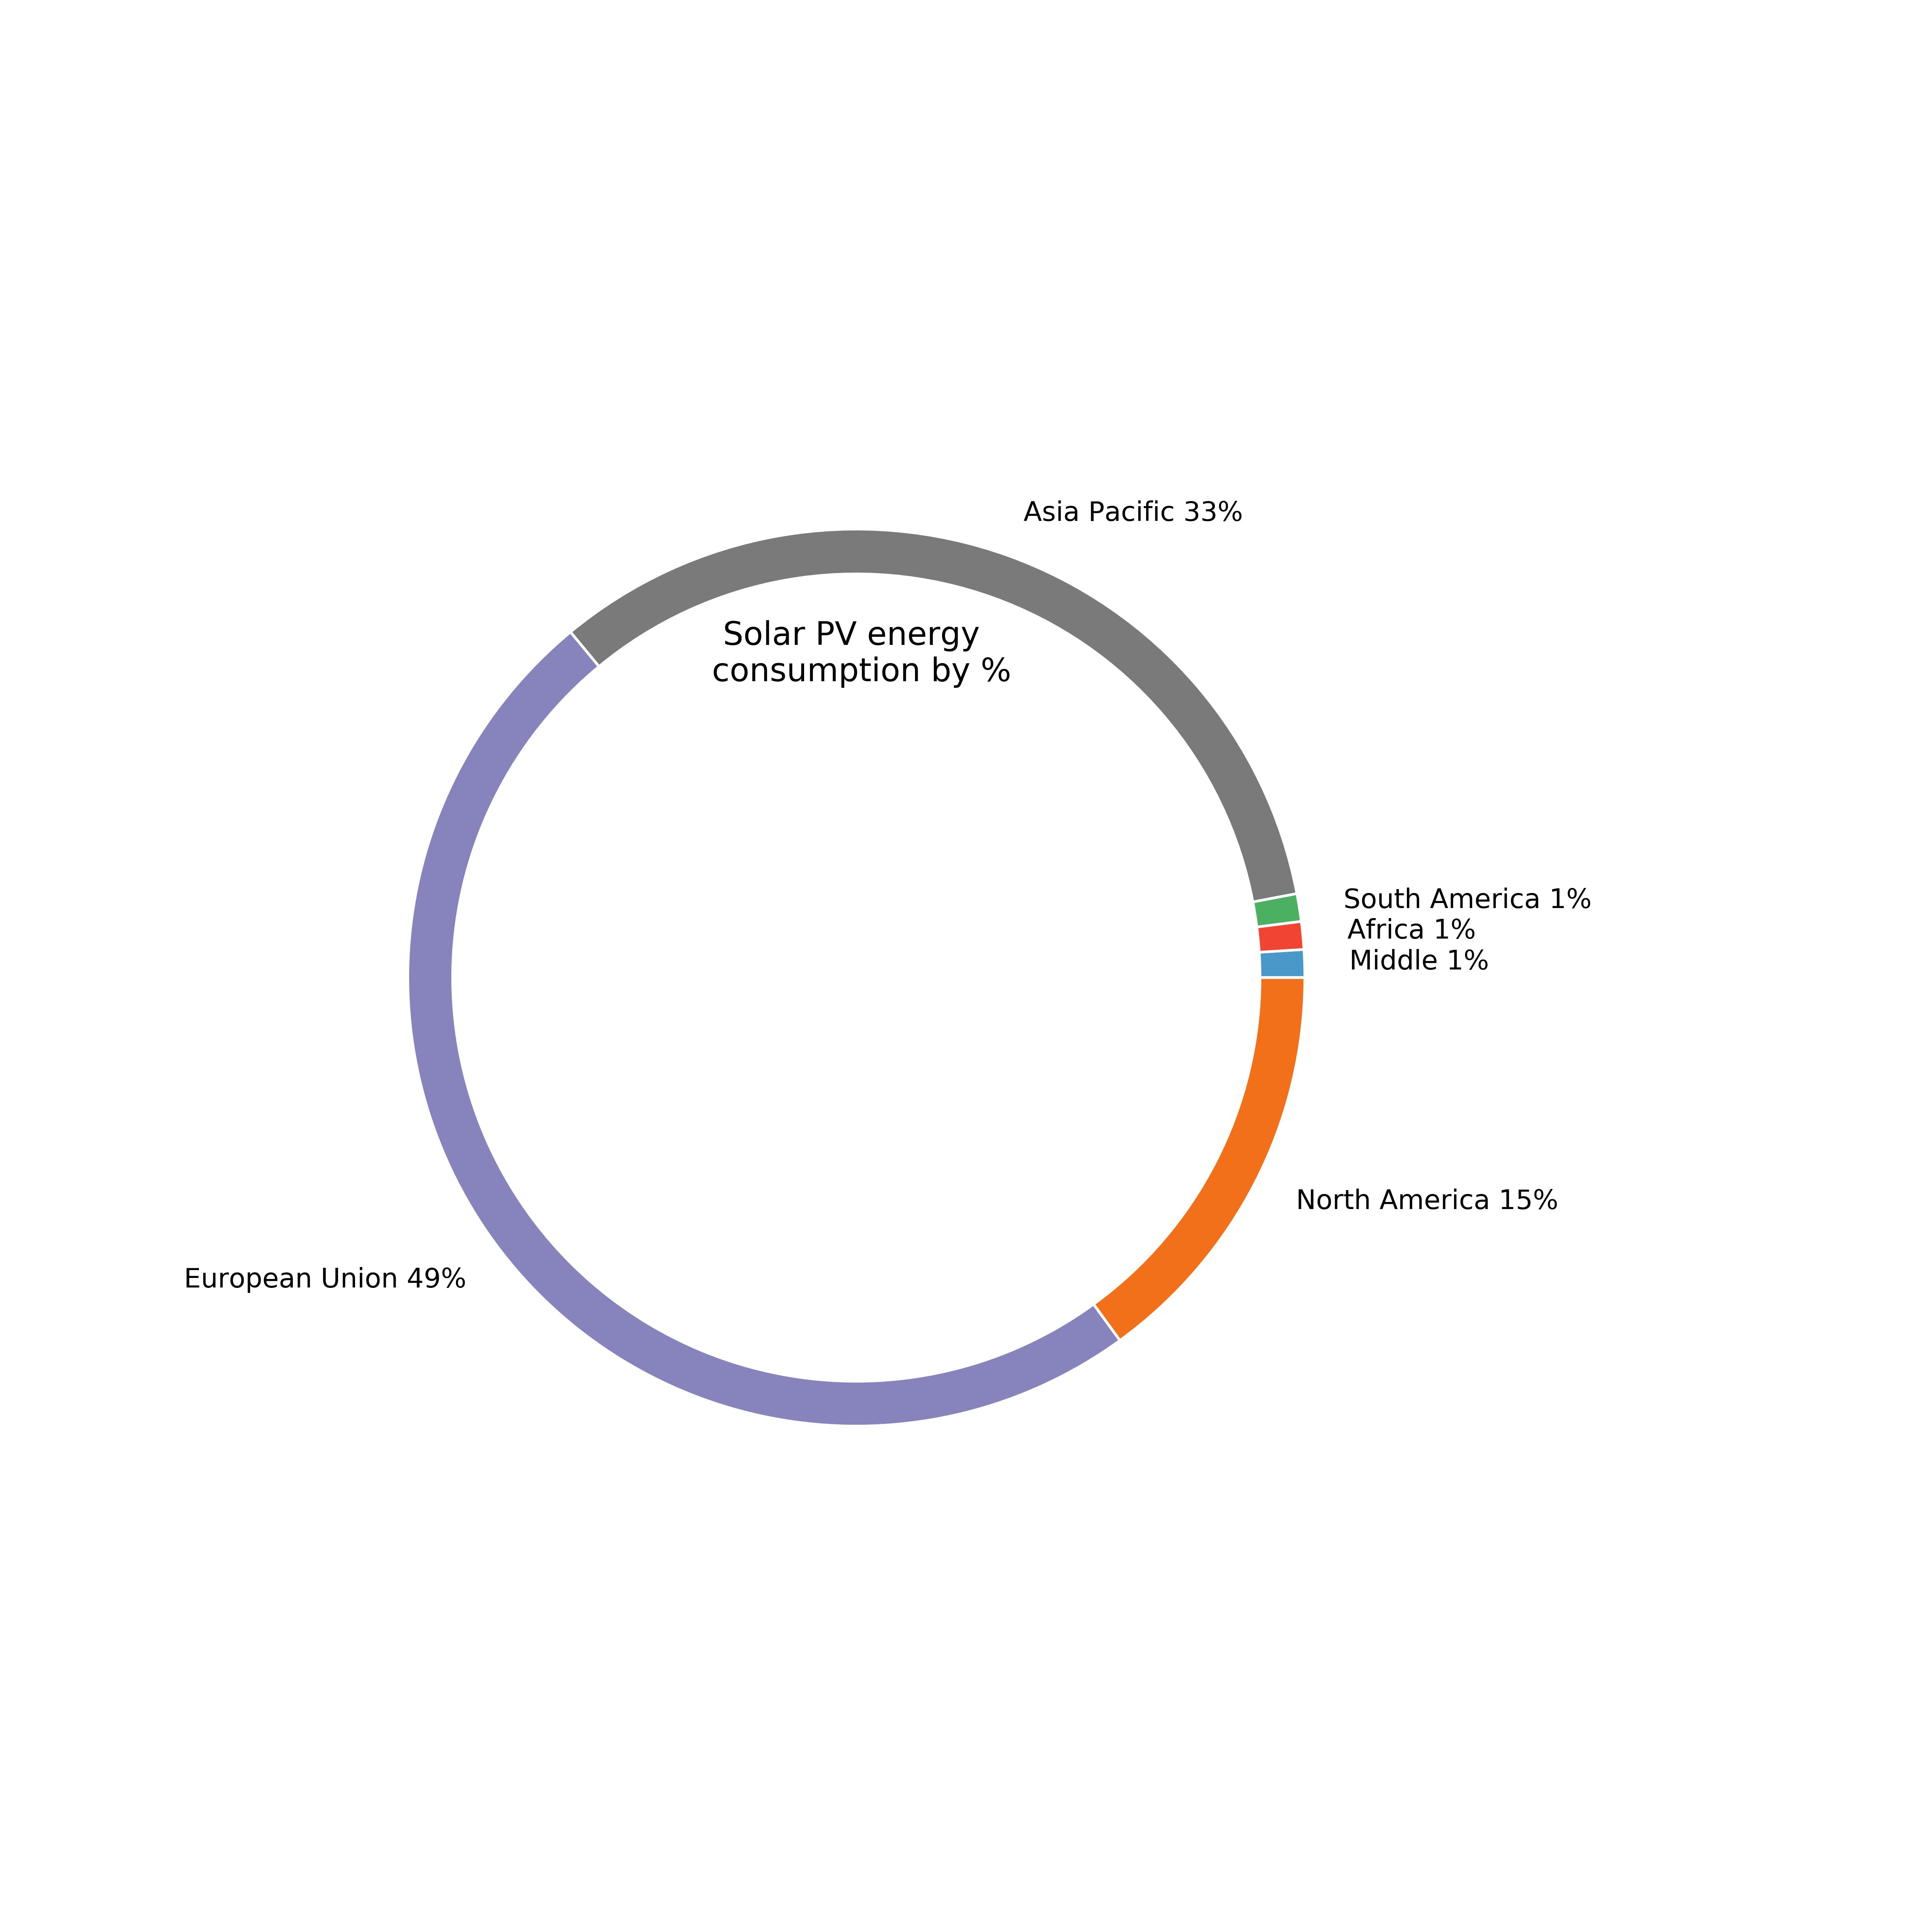 Asia Pacific 33%
Solar PV energy
consumption by %
South America 1%
Africa 1%
Middle 1%
North America 15%
European Union 49%